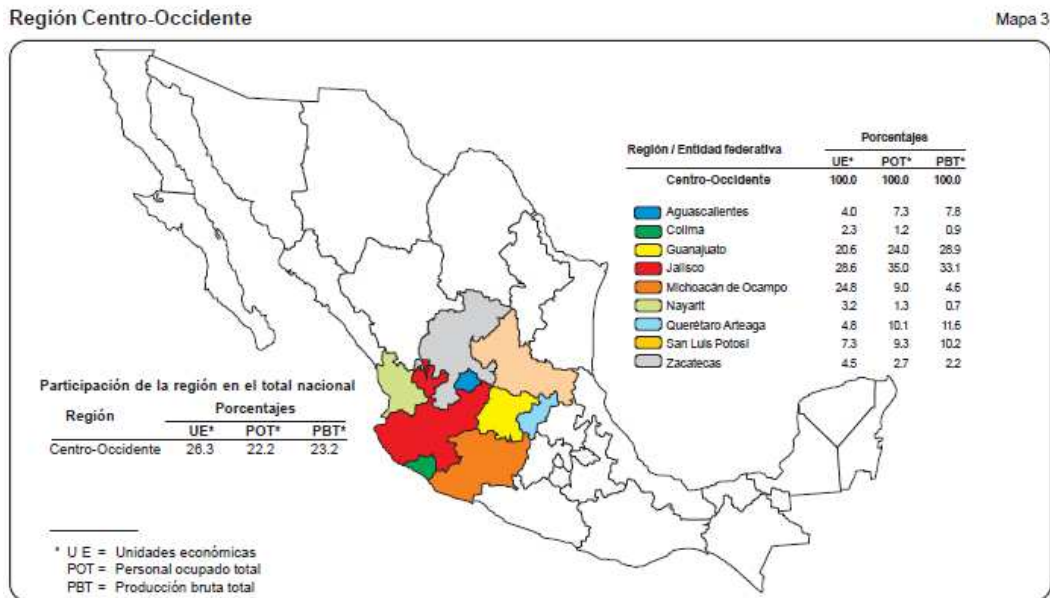 Región Centro-Occidente
Mapa 3
Región / Entidad federativa Porcentajes
UE* POT* PBT*
Centro-Occidente 100.0 100.0 100.0
Aguascalientes 4.0 7.3 7.8
Colima 2.3 1.2 0.9
Guanajuato 20.6 24.0 28.9
Jalisco 28.6 35.0 33.1
Michoacán de Ocampo 24.8 9.0 4.6
Nayarit 3.2 1.3 0.7
Querétaro Arteaga 4.8 10.1 11.6
San Luis Potosí 7.3 9.3 10.2
Zacatecas 4.5 2.7 2.2
Participación de la región en el total nacional
Región Porcentajes
UE* POT* PBT*
Centro-Occidente 26.3 22.2 23.2
* U E = Unidades económicas
POT = Personal ocupado total
PBT = Producción bruta total